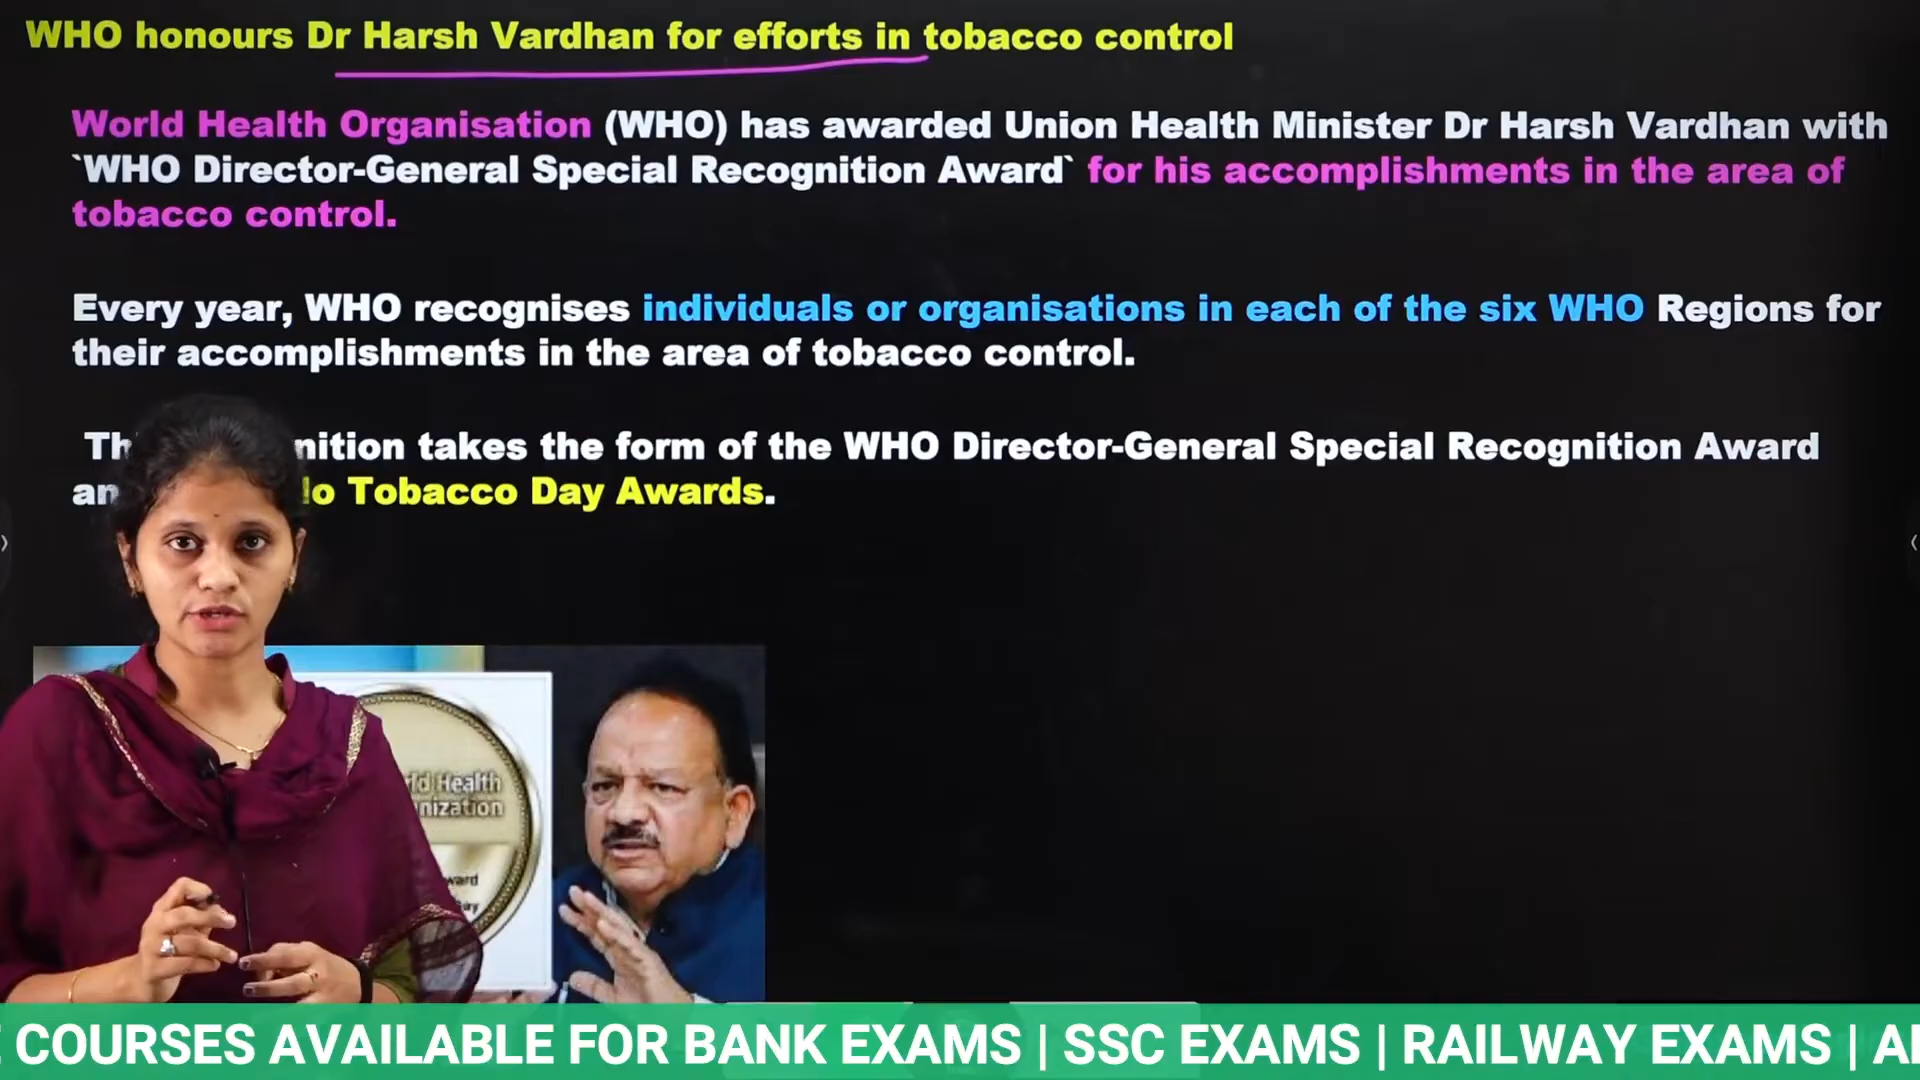 WHO honours Dr Harsh Vardhan for efforts in tobacco control
World Health Organisation (WHO) has awarded Union Health Minister Dr Harsh Vardhan with
`WHO Director-General Special Recognition Award` for his accomplishments in the area of
tobacco control.
Every year, WHO recognises individuals or organisations in each of the six WHO Regions for
their accomplishments in the area of tobacco control.
takes the form of the WHO Director-General Special Recognition Award
Tobacco Day Awards.
Health
COURSES AVAILABLE FOR BANK EXAMS | SSC EXAMS | RAILWAY EXAMS |